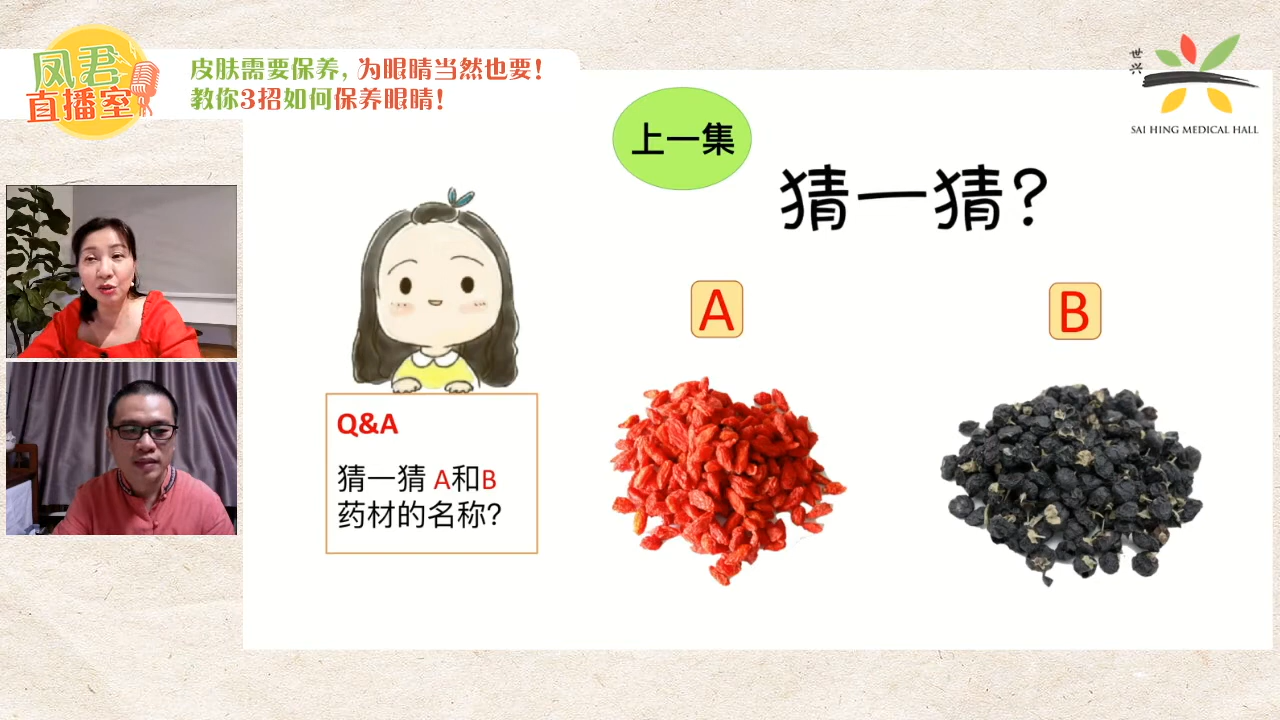 凤君
直播室
皮肤需要保养, 为眼睛当然也要!
教你3招如何保养眼睛!
世兴
SAI HING MEDICAL HALL
上一集
猜一猜?
A
B
Q&A
猜一猜 A和B
药材的名称?